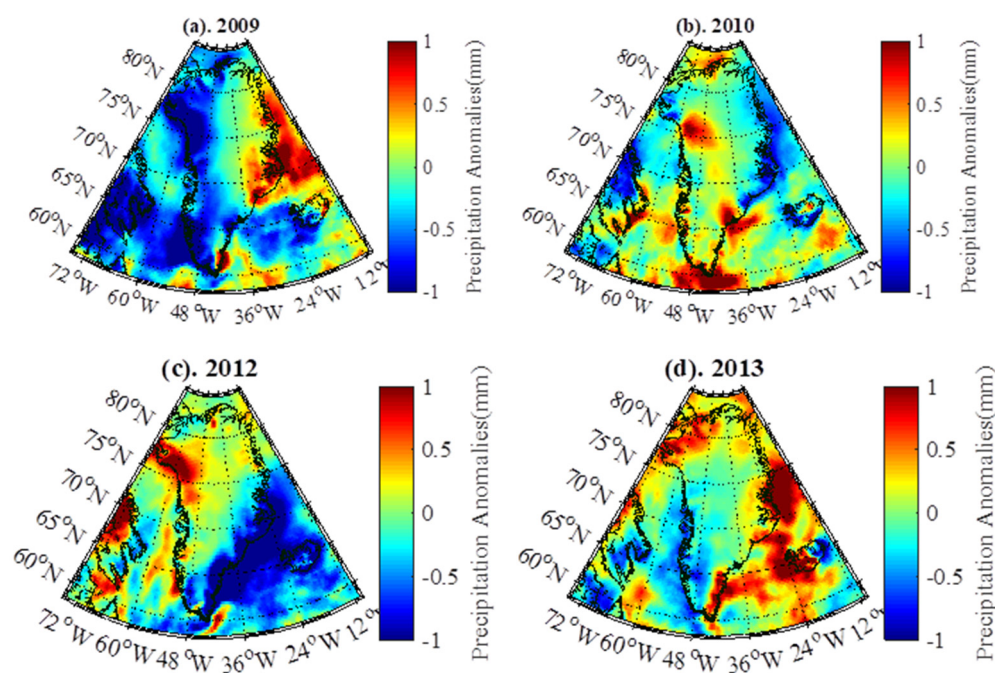 (a). 2009
80°N
75°N
70°N
65°N
60°N
72°W
60°W
48°W
36°W
24°W
12°
1
0.5
0
-0.5
-1
Precipitation Anomalies(mm)
(b). 2010
80°N
75°N
70°N
65°N
60°N
72°W
60°W
48°W
36°W
24°W
12°
1
0.5
0
-0.5
-1
Precipitation Anomalies(mm)
(c). 2012
80°N
75°N
70°N
65°N
60°N
72°W
60°W
48°W
36°W
24°W
12°
1
0.5
0
-0.5
-1
Precipitation Anomalies(mm)
(d). 2013
80°N
75°N
70°N
65°N
60°N
72°W
60°W
48°W
36°W
24°W
12°W
1
0.5
0
-0.5
-1
Precipitation Anomalies(mm)